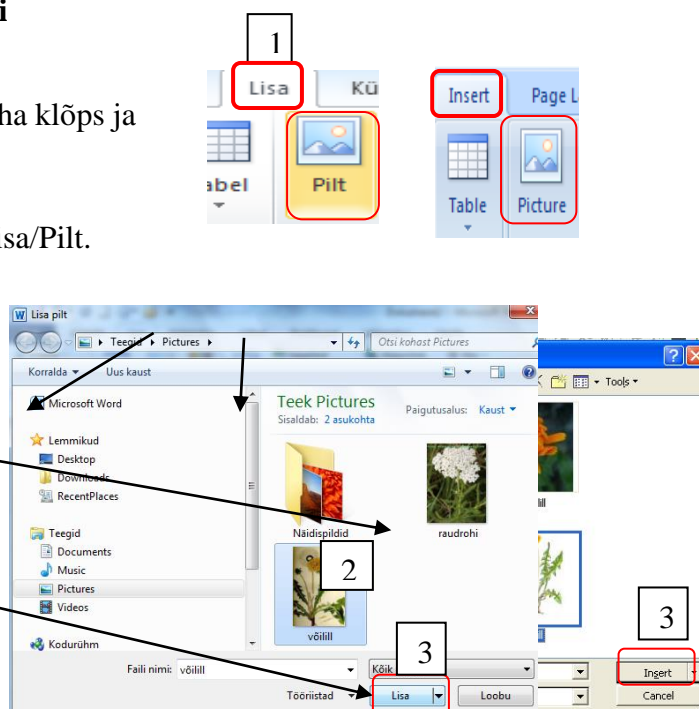 i
1
Lisa Kü
Insert Page L
ha klõps ja
abel Pilt
Table Picture
isa/Pilt.
Lisa pilt
Teegid Pictures Otsi kohast Pictures
Korralda Uus kaust
Tools
Microsoft Word
Teek Pictures
Sisaldab: 2 asukohta
Paigutusalus: Kaust
Lemmikud
Desktop
Downloads
RecentPlaces
Teegid
Documents
Music
Pictures
Videos
Kodurühm
Näidispildid raudrohi
2
võilill
3
3
Faili nimi: võilill Kõik
Insert
Tööriistad Lisa Loobu
Cancel